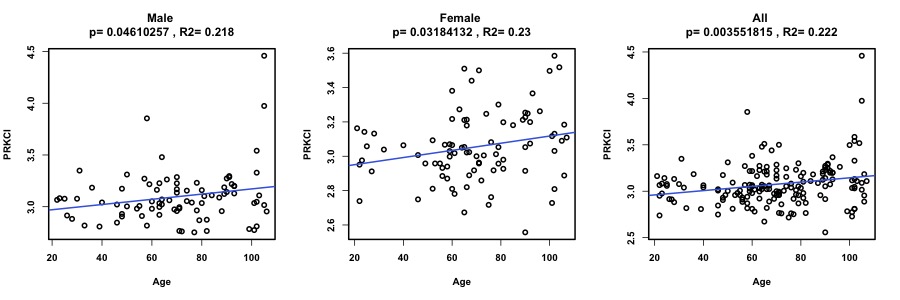 Male
p= 0.04610257 , R2= 0.218
PRKCI
4.5
4.0
3.5
3.0
20 40 60 80 100
Age
Female
p= 0.03184132 , R2= 0.23
PRKCI
3.6
3.4
3.2
3.0
2.8
2.6
20 40 60 80 100
Age
All
p= 0.003551815 , R2= 0.222
PRKCI
4.5
4.0
3.5
3.0
2.5
20 40 60 80 100
Age